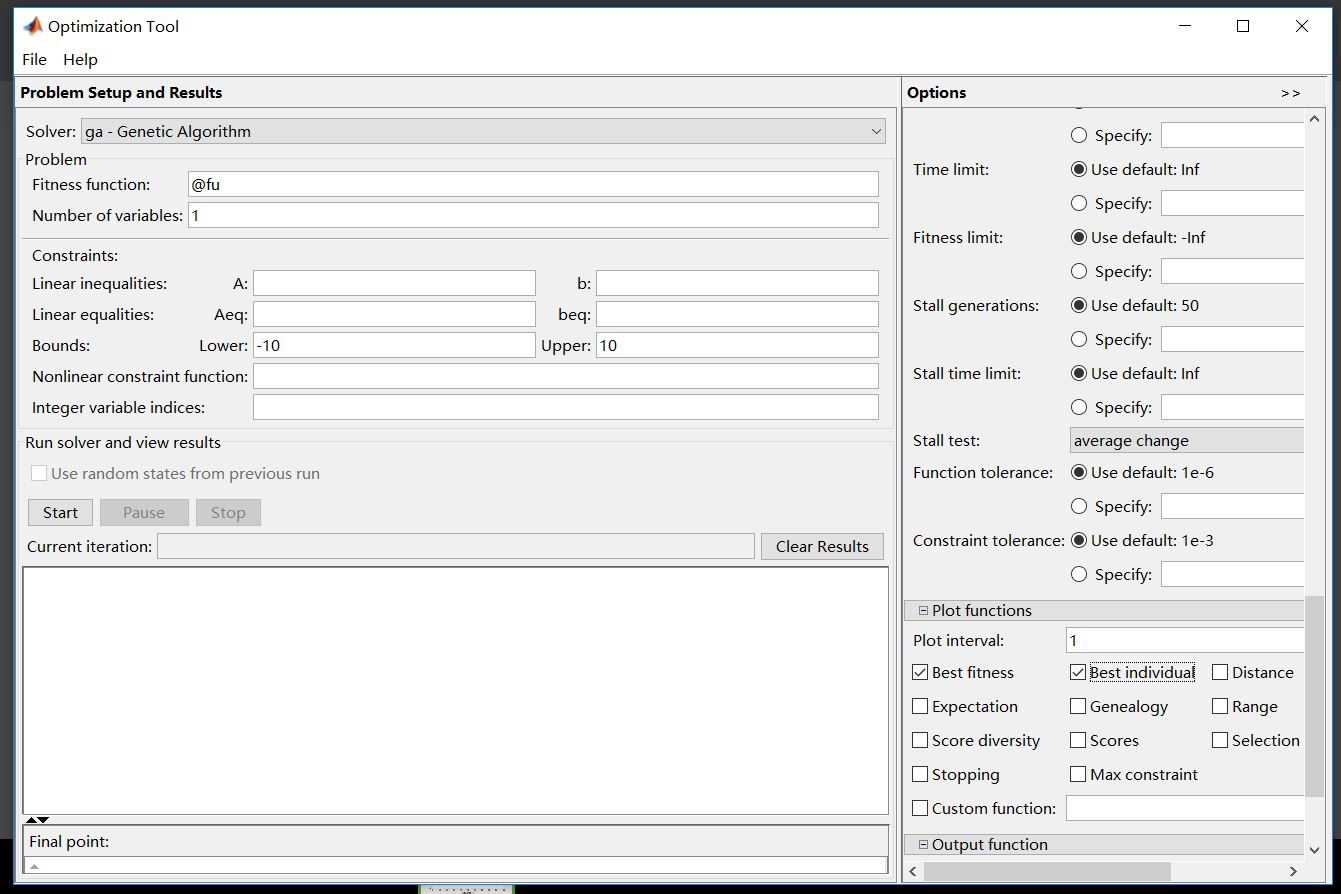 Optimization Tool
File Help
Problem Setup and Results
Solver: ga - Genetic Algorithm
Problem
Fitness function: @fu
Number of variables: 1
Constraints:
Linear inequalities: A: b:
Linear equalities: Aeq: beq:
Bounds: Lower: -10 Upper: 10
Nonlinear constraint function:
Integer variable indices:
Run solver and view results
Use random states from previous run
Start Pause Stop
Current iteration: Clear Results
Final point:
Options >>
Specify:
Time limit: Use default: Inf
Specify:
Fitness limit: Use default: -Inf
Specify:
Stall generations: Use default: 50
Specify:
Stall time limit: Use default: Inf
Specify:
Stall test: average change
Function tolerance: Use default: 1e-6
Specify:
Constraint tolerance: Use default: 1e-3
Specify:
Plot functions
Plot interval: 1
Best fitness Best individual Distance
Expectation Genealogy Range
Score diversity Scores Selection
Stopping Max constraint
Custom function:
Output function